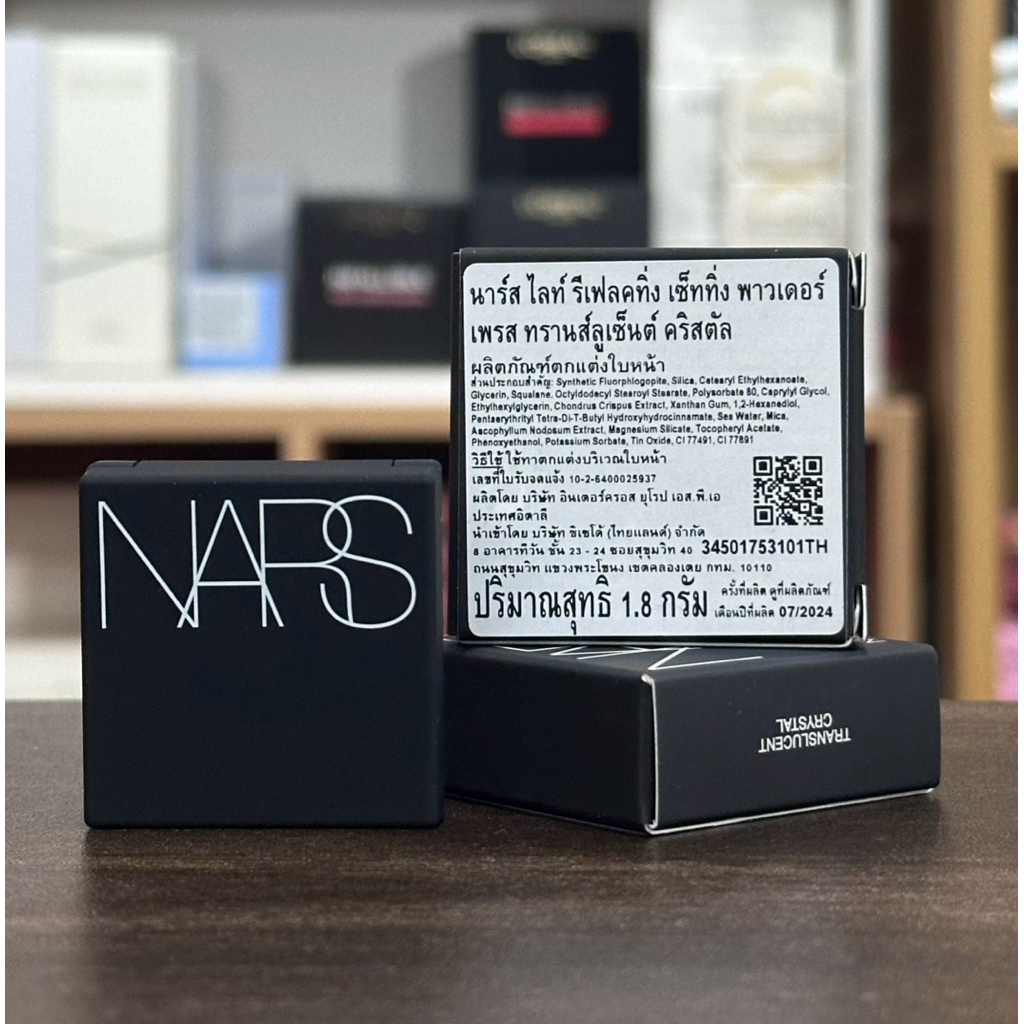 NARS
นาร์ส ไลท์ รีเฟลคทิ่ง เซ็ททิ่ง พาวเดอร์
เพรส ทรานส์ลูเซ็นต์ คริสตัล
ผลิตภัณฑ์ตกแต่งใบหน้า
ส่วนประกอบสำคัญ: Synthetic Fluorphlogopite, Silica, Cetearyl Ethylhexanoate,
Glycerin, Squalane, Octyldodecyl Stearoyl Stearate, Polysorbate 80, Caprylyl Glycol,
Ethylhexylglycerin, Chondrus Crispus Extract, Xanthan Gum, 1,2-Hexanediol,
Pentaerythrityl Tetra-Di-T-Butyl Hydroxyhydrocinnamate, Sea Water, Mica,
Ascophyllum Nodosum Extract, Magnesium Silicate, Tocopheryl Acetate,
Phenoxyethanol, Potassium Sorbate, Tin Oxide, CI 77491, CI 77891
วิธีใช้ ใช้ทาตกแต่งบริเวณใบหน้า
เลขที่ใบรับจดแจ้ง 10-2-6400025937
ผลิตโดย บริษัท อินเตอร์ครอส ยุโรป เอส.พี.เอ
ประเทศอิตาลี
นำเข้าโดย บริษัท ชิเซโด้ (ไทยแลนด์) จำกัด
8 อาคารทีวัน ชั้น 23 - 24 ซอยสุขุมวิท 40 34501753101TH
ถนนสุขุมวิท แขวงพระโขนง เขตคลองเตย กทม. 10110
ปริมาณสุทธิ 1.8 กรัม ครั้งที่ผลิต ดูที่ผลิตภัณฑ์
เดือนปีที่ผลิต 07/2024
TRANSLUCENT
CRYSTAL